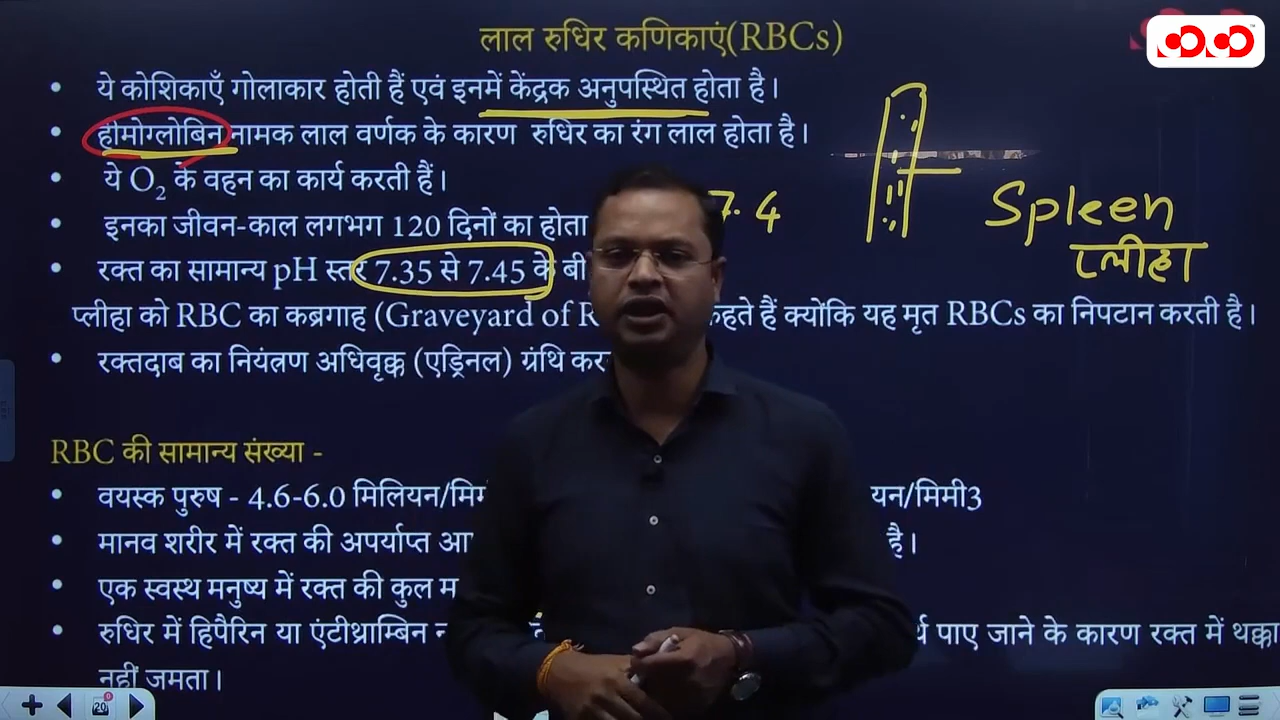 लाल रुधिर कणिकाएं(RBCs)
• ये कोशिकाएँ गोलाकार होती हैं एवं इनमें केंद्रक अनुपस्थित होता है।
• हीमोग्लोबिन नामक लाल वर्णक के कारण रुधिर का रंग लाल होता है।
• ये O₂ के वहन का कार्य करती हैं।
7.4
Spleen
प्लीहा
• इनका जीवन-काल लगभग 120 दिनों का होता
• रक्त का सामान्य pH स्तर 7.35 से 7.45 के बी
प्लीहा को RBC का कब्रगाह (Graveyard of R कहते हैं क्योंकि यह मृत RBCs का निपटान करती है।
• रक्तदाब का नियंत्रण अधिवृक्क (एड्रिनल) ग्रंथि
RBC की सामान्य संख्या -
• वयस्क पुरुष - 4.6-6.0 मिलियन/मिम यन/मिमी3
• मानव शरीर में रक्त की अपर्याप्त है।
• एक स्वस्थ मनुष्य में रक्त की कुल
• रुधिर में हिपैरिन या एंटीथ्राम्बिन पाए जाने के कारण रक्त में थक्का
नहीं जमता।
20